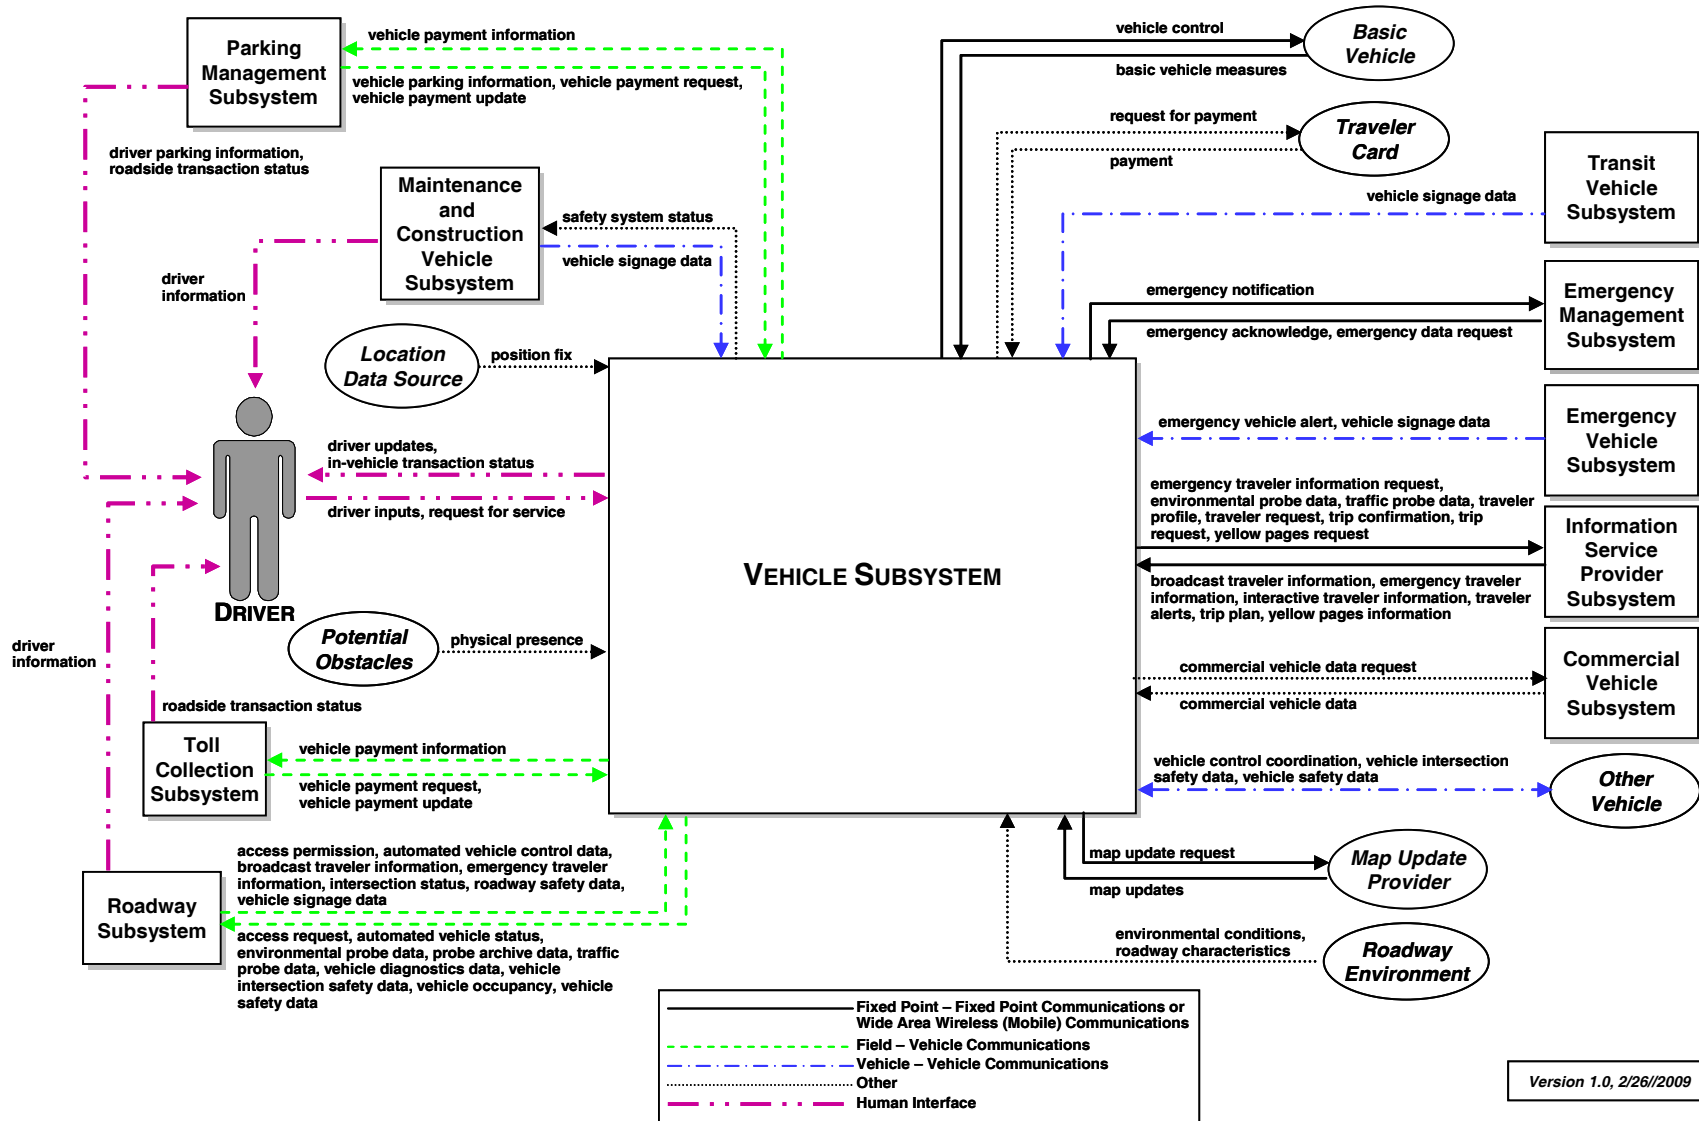 Parking
Management
Subsystem
vehicle payment information
vehicle parking information, vehicle payment request,
vehicle payment update
driver parking information,
roadside transaction status
Maintenance
and
Construction
Vehicle
Subsystem
safety system status
vehicle signage data
driver
information
Location
Data Source
position fix
driver updates,
in-vehicle transaction status
driver inputs, request for service
DRIVER
Potential
Obstacles
physical presence
driver
information
roadside transaction status
Toll
Collection
Subsystem
vehicle payment information
vehicle payment request,
vehicle payment update
Roadway
Subsystem
access permission, automated vehicle control data,
broadcast traveler information, emergency traveler
information, intersection status, roadway safety data,
vehicle signage data
access request, automated vehicle status,
environmental probe data, probe archive data, traffic
probe data, vehicle diagnostics data, vehicle
intersection safety data, vehicle occupancy, vehicle
safety data
VEHICLE SUBSYSTEM
vehicle control
basic vehicle measures
Basic
Vehicle
request for payment
payment
Traveler
Card
vehicle signage data
Transit
Vehicle
Subsystem
emergency notification
emergency acknowledge, emergency data request
Emergency
Management
Subsystem
emergency vehicle alert, vehicle signage data
Emergency
Vehicle
Subsystem
emergency traveler information request,
environmental probe data, traffic probe data, traveler
profile, traveler request, trip confirmation, trip
request, yellow pages request
broadcast traveler information, emergency traveler
information, interactive traveler information, traveler
alerts, trip plan, yellow pages information
Information
Service
Provider
Subsystem
commercial vehicle data request
commercial vehicle data
Commercial
Vehicle
Subsystem
vehicle control coordination, vehicle intersection
safety data, vehicle safety data
Other
Vehicle
map update request
map updates
Map Update
Provider
environmental conditions,
roadway characteristics
Roadway
Environment
Fixed Point – Fixed Point Communications or
Wide Area Wireless (Mobile) Communications
Field – Vehicle Communications
Vehicle – Vehicle Communications
Other
Human Interface
Version 1.0, 2/26//2009